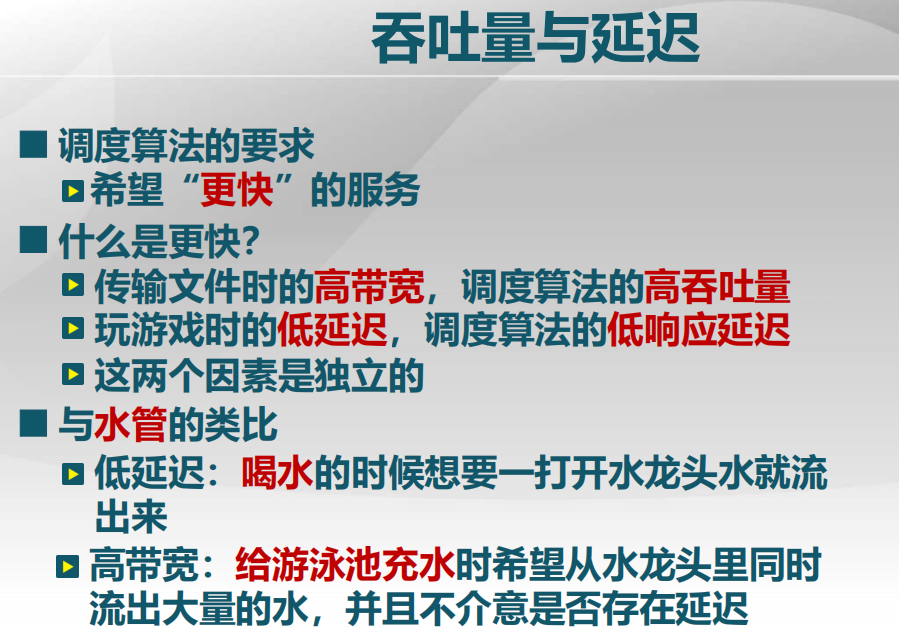 吞吐量与延迟
调度算法的要求
希望“更快”的服务
什么是更快？
传输文件时的高带宽，调度算法的高吞吐量
玩游戏时的低延迟，调度算法的低响应延迟
这两个因素是独立的
与水管的类比
低延迟：喝水的时候想要一打开水龙头水就流
出来
高带宽：给游泳池充水时希望从水龙头里同时
流出大量的水，并且不介意是否存在延迟